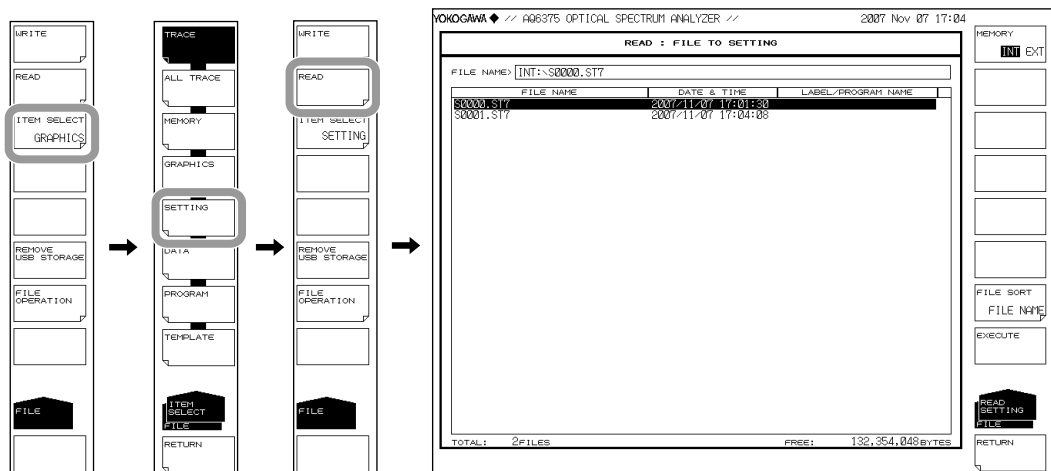 WRITE
READ
ITEM SELECT
GRAPHICS
REMOVE
USB STORAGE
FILE
OPERATION
FILE
TRACE
ALL TRACE
MEMORY
GRAPHICS
SETTING
DATA
PROGRAM
TEMPLATE
ITEM
SELECT
FILE
RETURN
WRITE
READ
ITEM SELECT
SETTING
REMOVE
USB STORAGE
FILE
OPERATION
FILE
YOKOGAWA ◆ // AQ6375 OPTICAL SPECTRUM ANALYZER // 2007 Nov 07 17:04
READ : FILE TO SETTING
FILE NAME> INT:\S0000.ST7
FILE NAME DATE & TIME LABEL/PROGRAM NAME
S0000.ST7 2007/11/07 17:01:30
S0001.ST7 2007/11/07 17:04:08
TOTAL: 2FILES FREE: 132,354,048BYTES
MEMORY
INT EXT
FILE SORT
FILE NAME
EXECUTE
READ
SETTING
FILE
RETURN